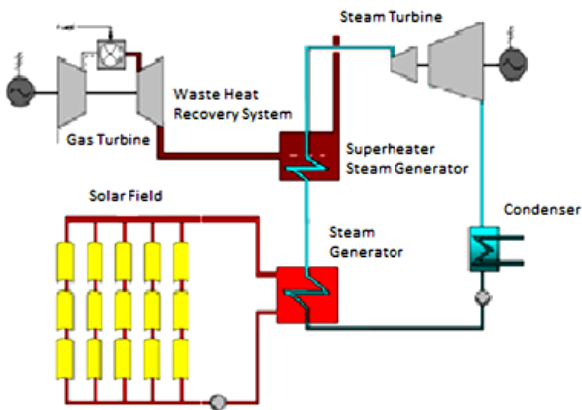 Steam Turbine
Fuel
Waste Heat
Recovery System
Gas Turbine
Superheater
Steam Generator
Solar Field
Condenser
Steam
Generator